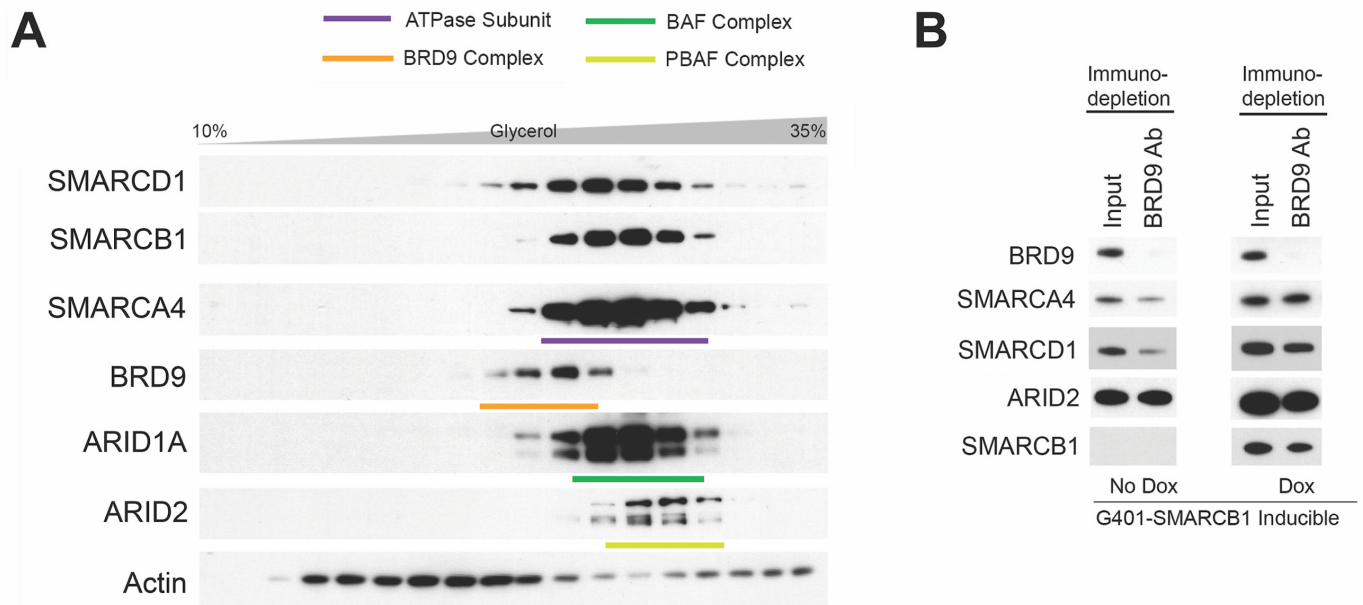 A
ATPase Subunit
BAF Complex
BRD9 Complex
PBAF Complex
10%
Glycerol
35%
SMARCD1
SMARCB1
SMARCA4
BRD9
ARID1A
ARID2
Actin
B
Immuno-
depletion
Immuno-
depletion
Input
BRD9 Ab
Input
BRD9 Ab
BRD9
SMARCA4
SMARCD1
ARID2
SMARCB1
No Dox
Dox
G401-SMARCB1 Inducible